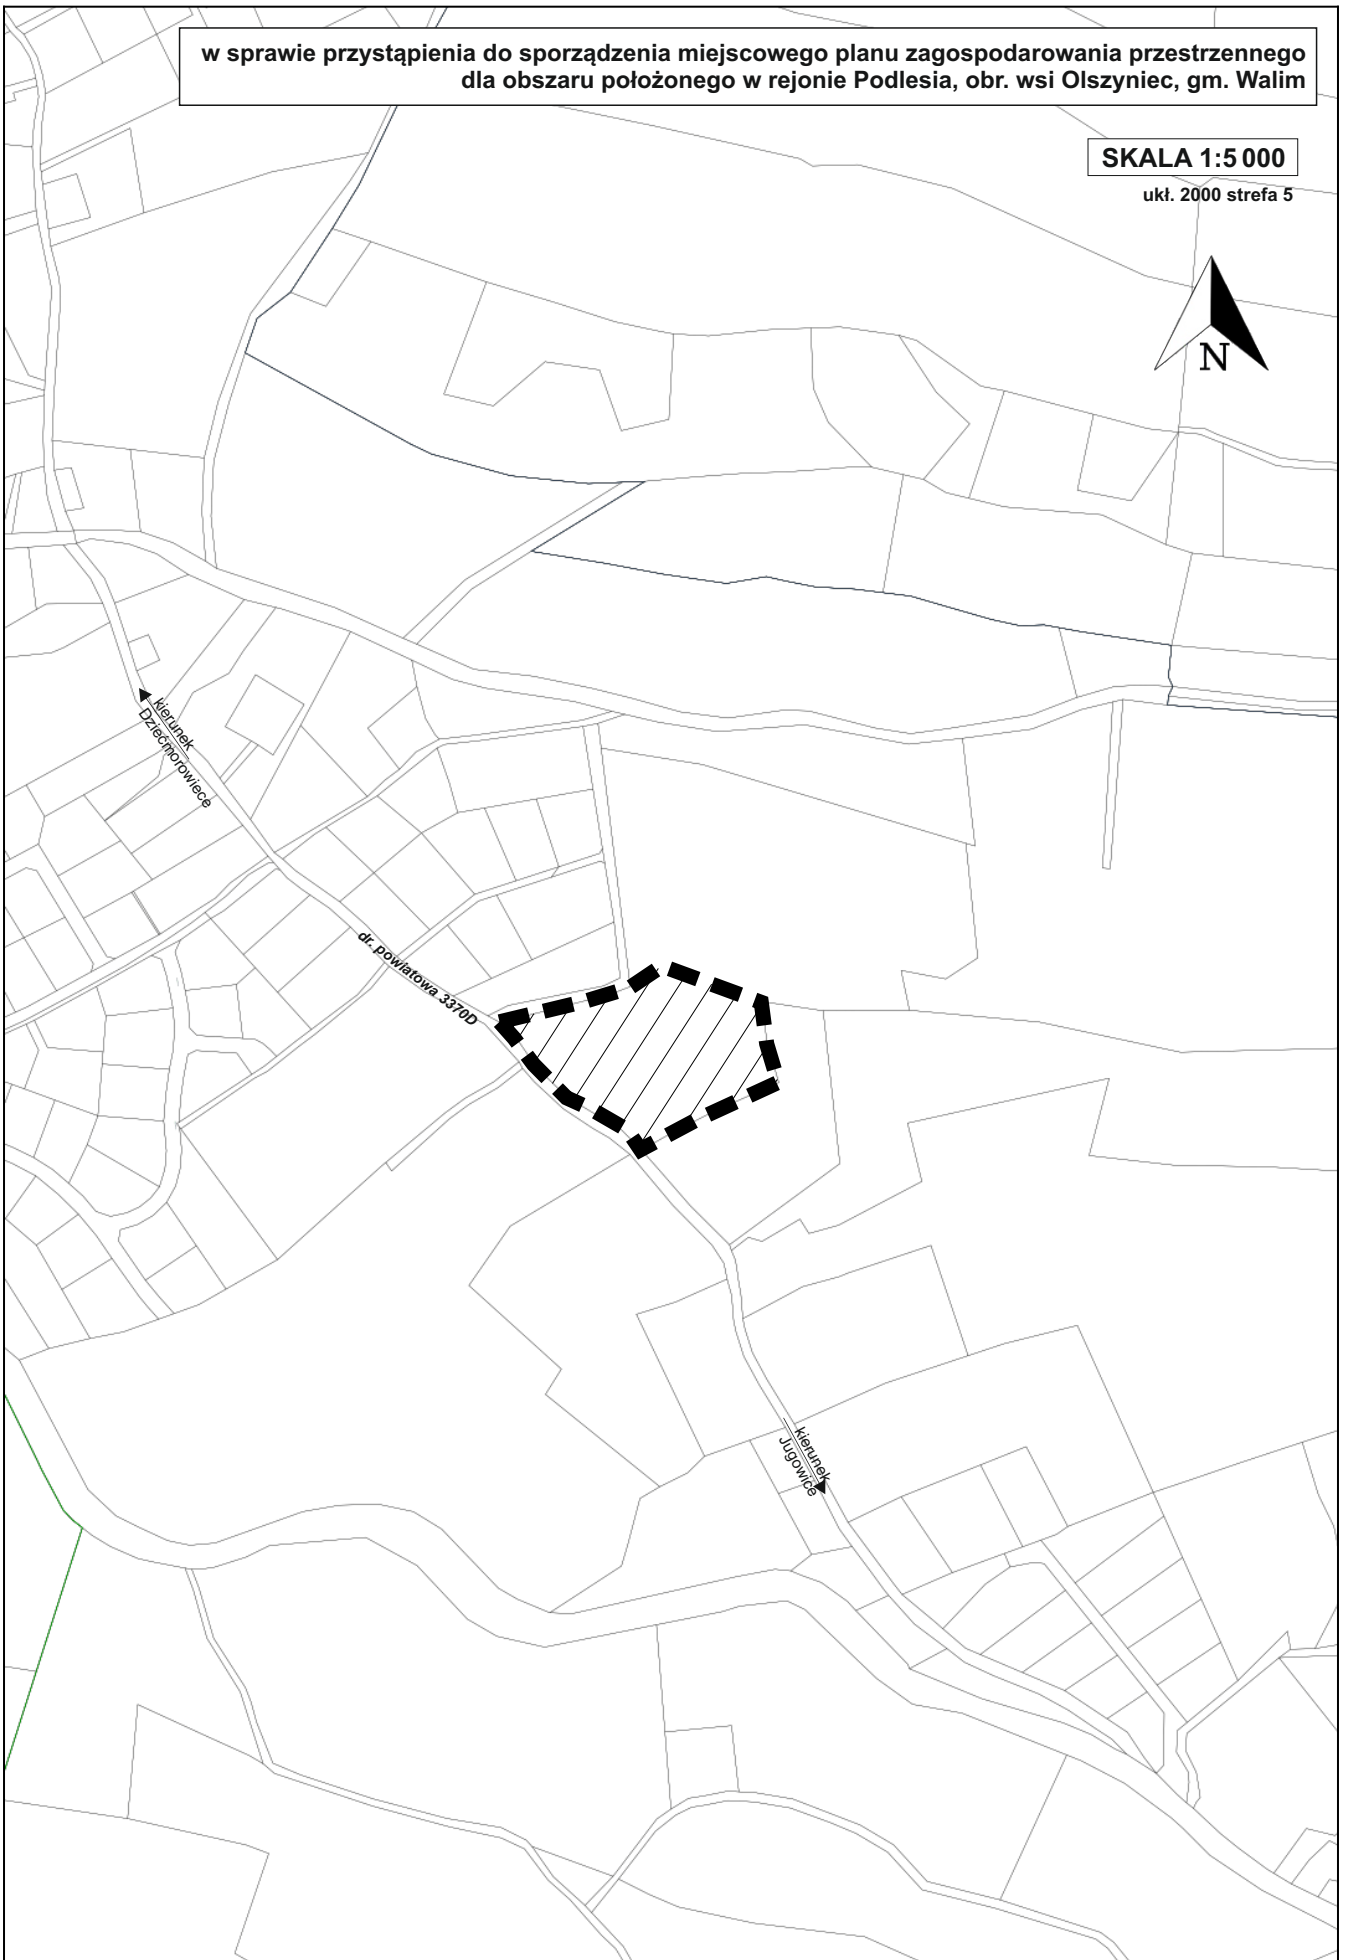 w sprawie przystąpienia do sporządzenia miejscowego planu zagospodarowania przestrzennego
dla obszaru położonego w rejonie Podlesia, obr. wsi Olszyniec, gm. Walim
SKALA 1:5 000
ukł. 2000 strefa 5
N
kierunek
Dziećmorowiece
dr. powiatowa 3370D
kierunek
Jugowice